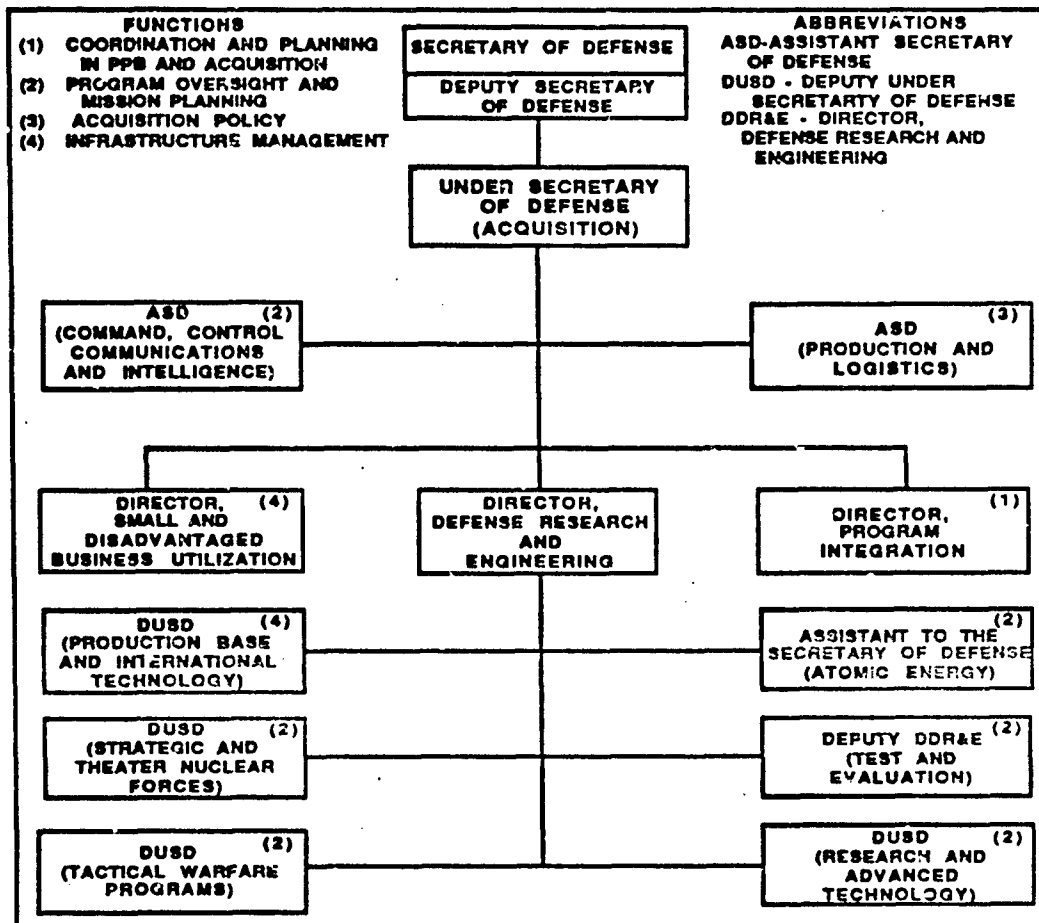 FUNCTIONS
(1) COORDINATION AND PLANNING
IN PPB AND ACQUISITION
(2) PROGRAM OVERSIGHT AND
MISSION PLANNING
(3) ACQUISITION POLICY
(4) INFRASTRUCTURE MANAGEMENT
SECRETARY OF DEFENSE
DEPUTY SECRETARY
OF DEFENSE
ABBREVIATIONS
ASD-ASSISTANT SECRETARY
OF DEFENSE
DUSD - DEPUTY UNDER
SECRETARTY OF DEFENSE
DDR&E - DIRECTOR,
DEFENSE RESEARCH AND
ENGINEERING
UNDER SECRETARY
OF DEFENSE
(ACQUISITION)
ASD (2)
(COMMAND, CONTROL
COMMUNICATIONS
AND INTELLIGENCE)
(3)
ASD
(PRODUCTION AND
LOGISTICS)
DIRECTOR, (4)
SMALL AND
DISADVANTAGED
BUSINESS UTILIZATION
DIRECTOR,
DEFENSE RESEARCH
AND
ENGINEERING
(1)
DIRECTOR,
PROGRAM
INTEGRATION
DUSD (4)
(PRODUCTION BASE
AND INTERNATIONAL
TECHNOLOGY)
(2)
ASSISTANT TO THE
SECRETARY OF DEFENSE
(ATOMIC ENERGY)
DUSD (2)
(STRATEGIC AND
THEATER NUCLEAR
FORCES)
DEPUTY DDR&E (2)
(TEST AND
EVALUATION)
DUSD (2)
(TACTICAL WARFARE
PROGRAMS)
DUSD (2)
(RESEARCH AND
ADVANCED
TECHNOLOGY)